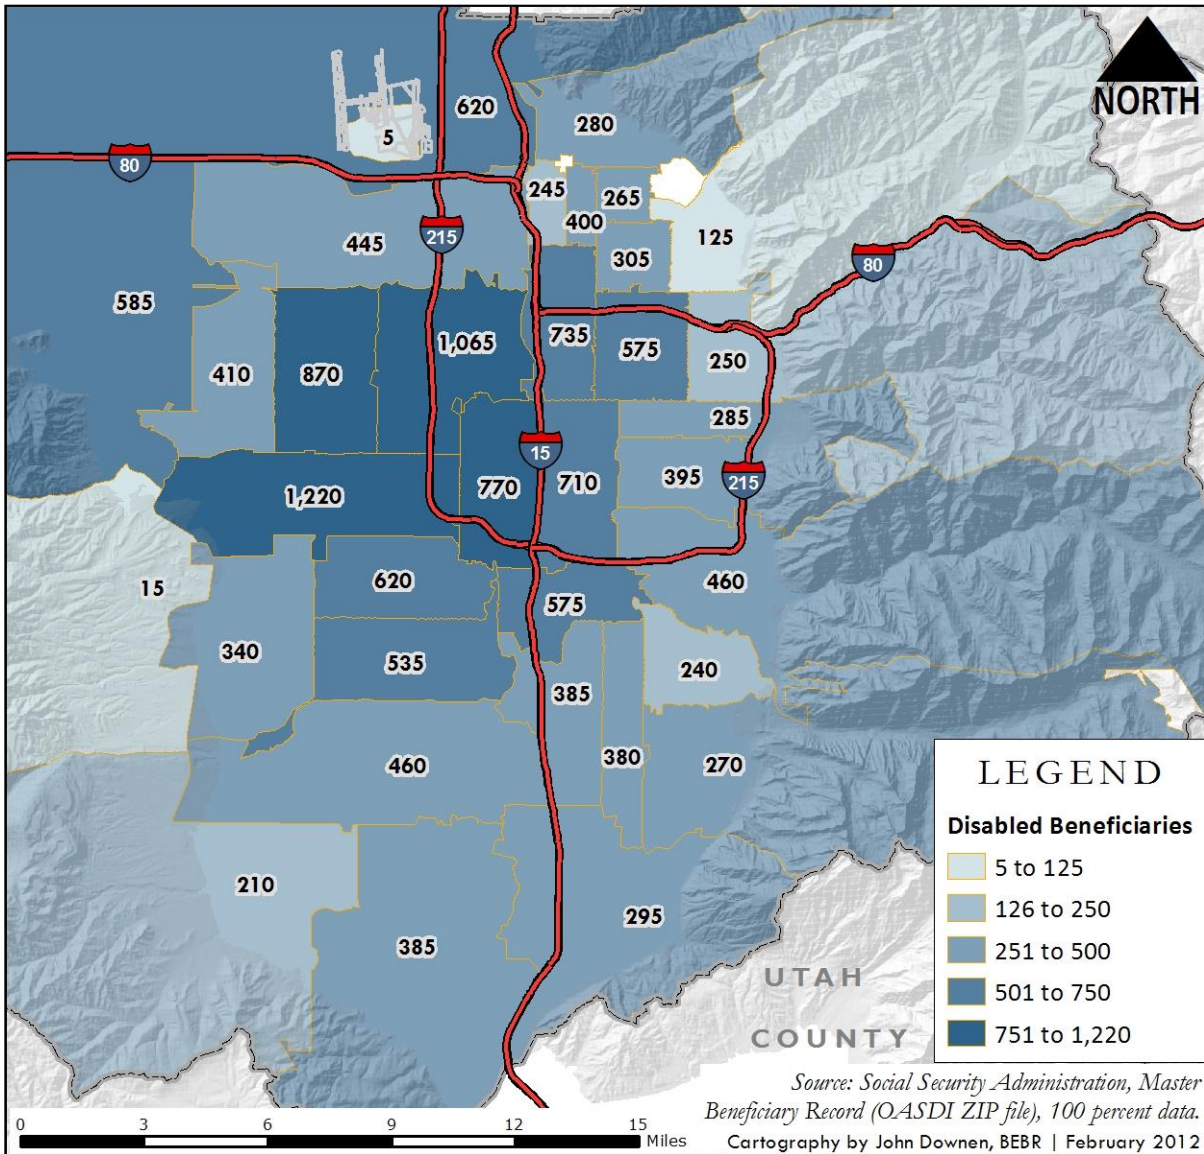 NORTH
620
280
5
80
245
265
400
125
215
445
305
80
585
1,065
735
575
250
410
870
285
15
395
215
770
710
1,220
15
620
460
575
340
535
240
385
460
380
270
LEGEND
Disabled Beneficiaries
5 to 125
126 to 250
251 to 500
501 to 750
751 to 1,220
210
295
385
UTAH
COUNTY
Source: Social Security Administration, Master
Beneficiary Record (OASDI ZIP file), 100 percent data.
Cartography by John Downen, BEBR | February 2012
0 3 6 9 12 15 Miles